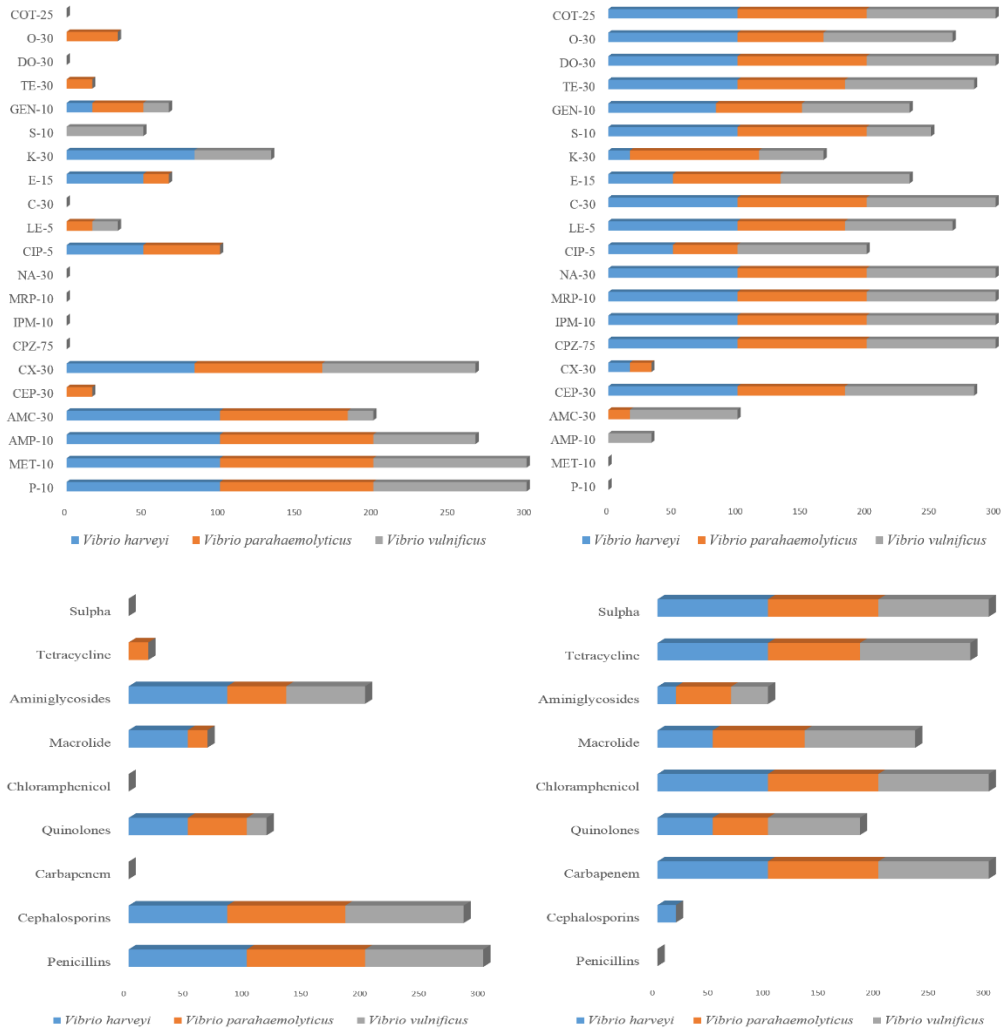 COT-25
O-30
DO-30
TE-30
GEN-10
S-10
K-30
E-15
C-30
LE-5
CIP-5
NA-30
MRP-10
IPM-10
CPZ-75
CX-30
CEP-30
AMC-30
AMP-10
MET-10
P-10
0 50 100 150 200 250 300
Vibrio harveyi Vibrio parahaemolyticus Vibrio vulnificus
COT-25
O-30
DO-30
TE-30
GEN-10
S-10
K-30
E-15
C-30
LE-5
CIP-5
NA-30
MRP-10
IPM-10
CPZ-75
CX-30
CEP-30
AMC-30
AMP-10
MET-10
P-10
0 50 100 150 200 250 300
Vibrio harveyi Vibrio parahaemolyticus Vibrio vulnificus
Sulpha
Tetracycline
Aminiglycosides
Macrolide
Chloramphenicol
Quinolones
Carbapenem
Cephalosporins
Penicillins
0 50 100 150 200 250 300
Vibrio harveyi Vibrio parahaemolyticus Vibrio vulnificus
Sulpha
Tetracycline
Aminiglycosides
Macrolide
Chloramphenicol
Quinolones
Carbapenem
Cephalosporins
Penicillins
0 50 100 150 200 250 300
Vibrio harveyi Vibrio parahaemolyticus Vibrio vulnificus